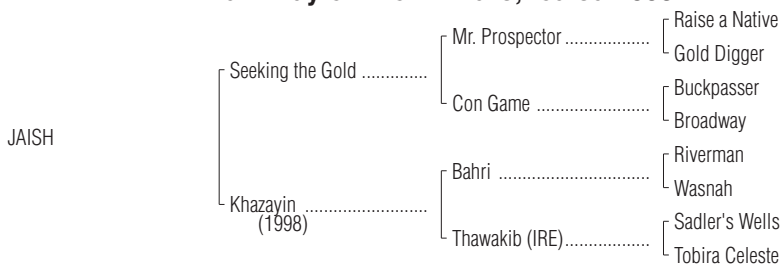 Raise a Native
Mr. Prospector ..................
Gold Digger
Seeking the Gold ..............
Buckpasser
Con Game ........................
Broadway
JAISH
Riverman
Bahri ................................
Wasnah
Khazayin ..........................
(1998)
Sadler's Wells
Thawakib (IRE)..................
Tobira Celeste